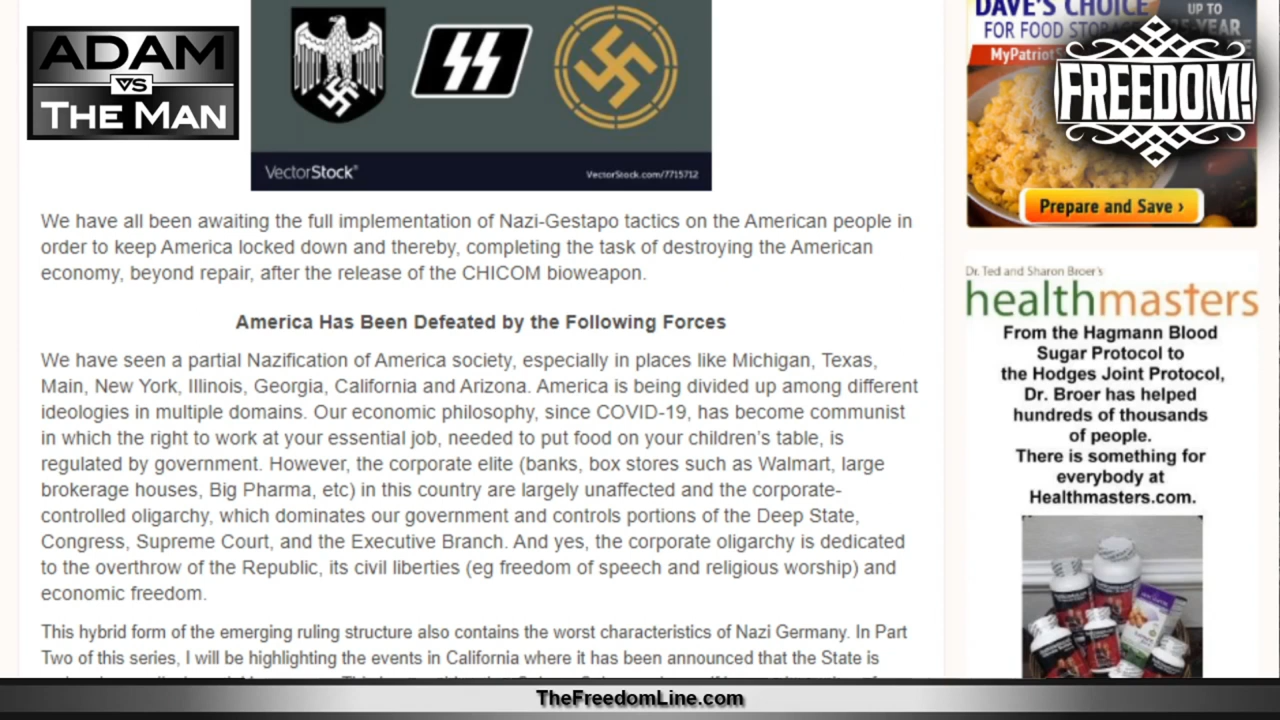 ADAM
VS
THE MAN
VectorStock®
VectorStock.com/7715712
We have all been awaiting the full implementation of Nazi-Gestapo tactics on the American people in
order to keep America locked down and thereby, completing the task of destroying the American
economy, beyond repair, after the release of the CHICOM bioweapon.
America Has Been Defeated by the Following Forces
We have seen a partial Nazification of America society, especially in places like Michigan, Texas,
Main, New York, Illinois, Georgia, California and Arizona. America is being divided up among different
ideologies in multiple domains. Our economic philosophy, since COVID-19, has become communist
in which the right to work at your essential job, needed to put food on your children's table, is
regulated by government. However, the corporate elite (banks, box stores such as Walmart, large
brokerage houses, Big Pharma, etc) in this country are largely unaffected and the corporate-
controlled oligarchy, which dominates our government and controls portions of the Deep State,
Congress, Supreme Court, and the Executive Branch. And yes, the corporate oligarchy is dedicated
to the overthrow of the Republic, its civil liberties (eg freedom of speech and religious worship) and
economic freedom.
This hybrid form of the emerging ruling structure also contains the worst characteristics of Nazi Germany. In Part
Two of this series, I will be highlighting the events in California where it has been announced that the State is
DAVE'S CHOICE
FOR FOOD
UP TO
YEAR
FREEDOM!
Prepare and Save ›
Dr. Ted and Sharon Broer's
healthmasters
From the Hagmann Blood
Sugar Protocol to
the Hodges Joint Protocol,
Dr. Broer has helped
hundreds of thousands
of people.
There is something for
everybody at
Healthmasters.com.
TheFreedomLine.com